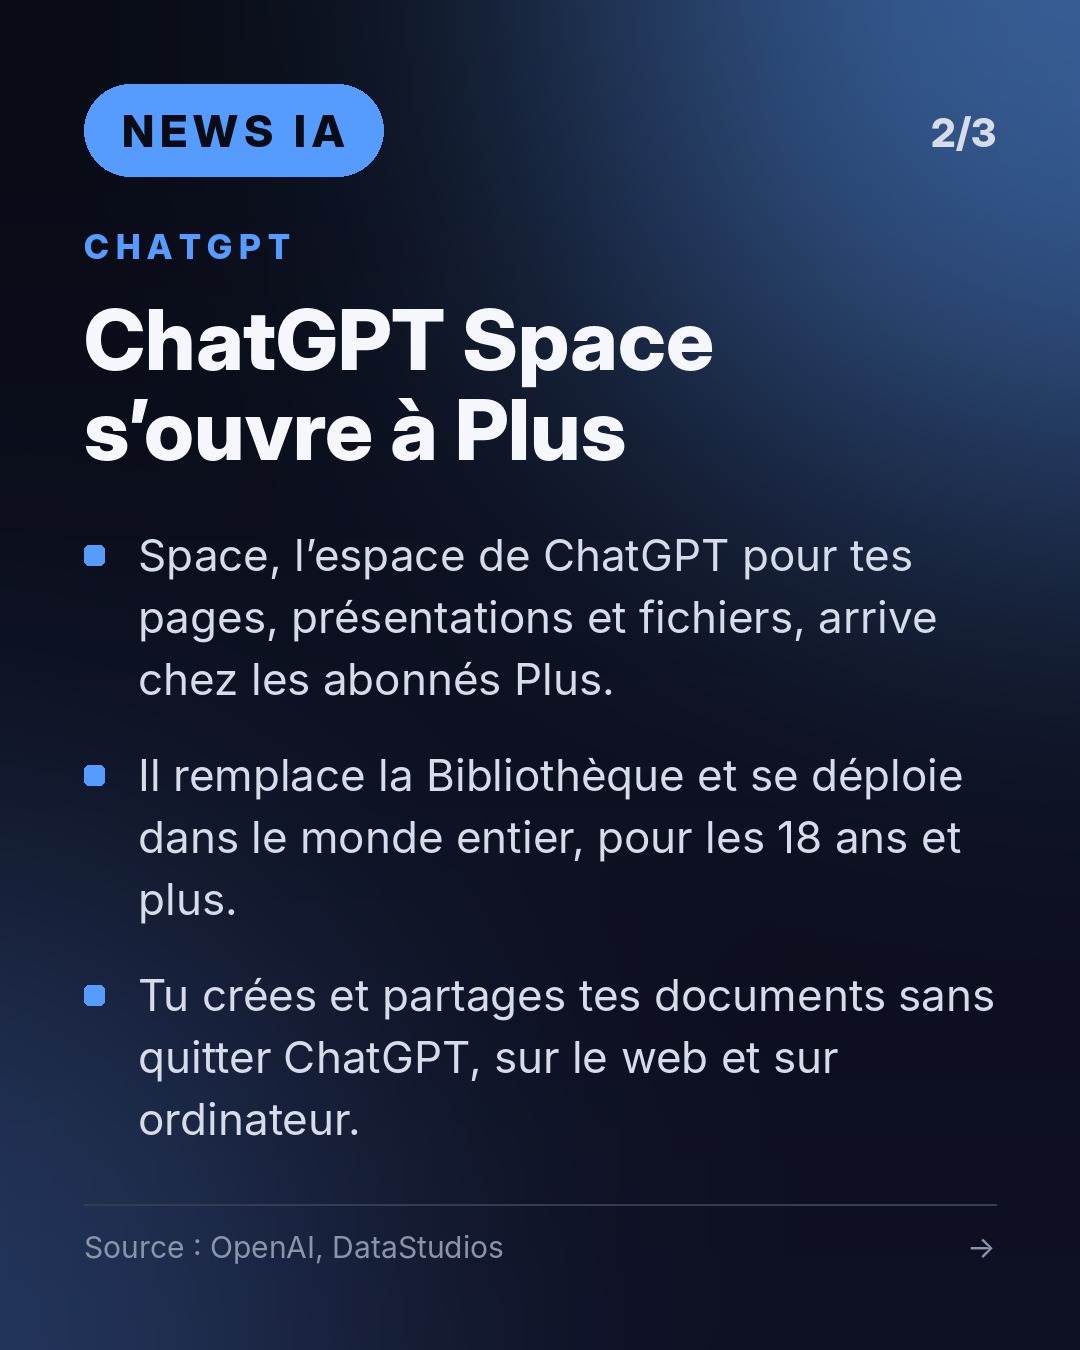 NEWS IA
2/3
CHATGPT
ChatGPT Space
s’ouvre à Plus
Space, l’espace de ChatGPT pour tes
pages, présentations et fichiers, arrive
chez les abonnés Plus.
Il remplace la Bibliothèque et se déploie
dans le monde entier, pour les 18 ans et
plus.
Tu crées et partages tes documents sans
quitter ChatGPT, sur le web et sur
ordinateur.
Source : OpenAI, DataStudios
→